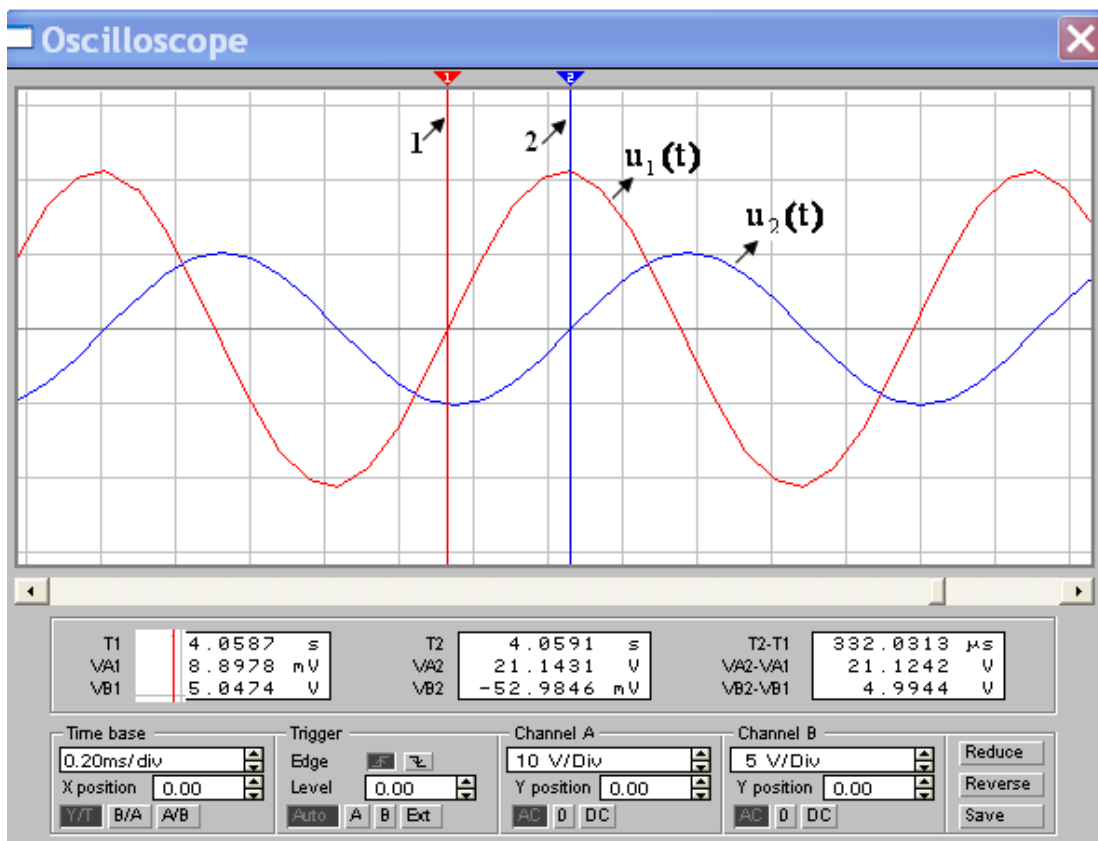 Oscilloscope
1 2
1 2 u₁(t)
u₂(t)
T1 4.0587 s T2 4.0591 s T2-T1 332.0313 µs
VA1 8.8978 mV VA2 21.1431 V VA2-VA1 21.1242 V
VB1 5.0474 V VB2 -52.9846 mV VB2-VB1 4.9944 V
Time base Trigger Channel A Channel B
0.20ms/div Edge 10 V/Div 5 V/Div Reduce
X position 0.00 Level 0.00 Y position 0.00 Y position 0.00 Reverse
Y/T B/A A/B Auto A B Ext AC 0 DC AC 0 DC Save